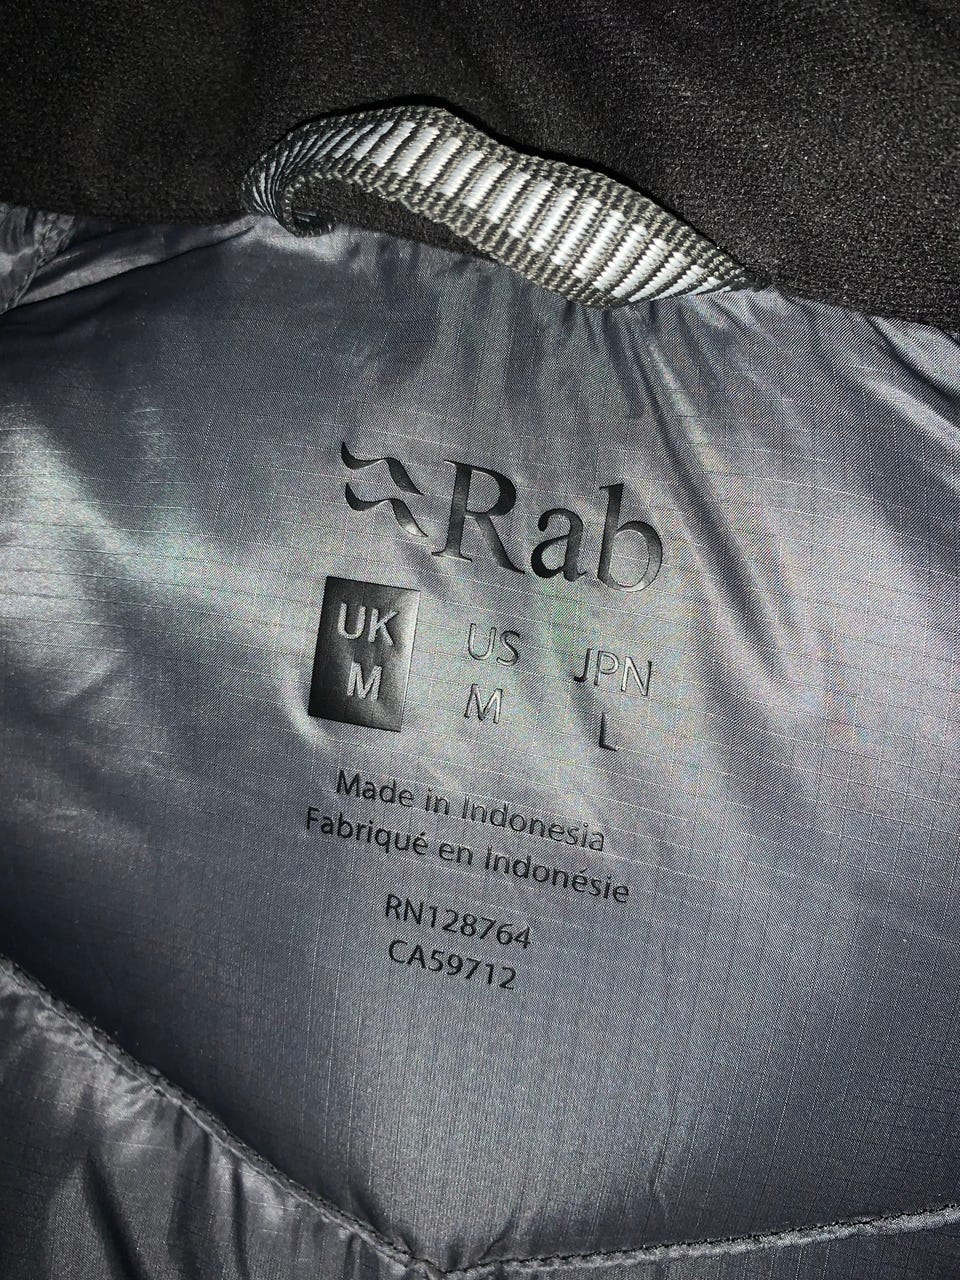 Rab
UK US JPN
M M L
Made in Indonesia
Fabriqué en Indonésie
RN128764
CA59712